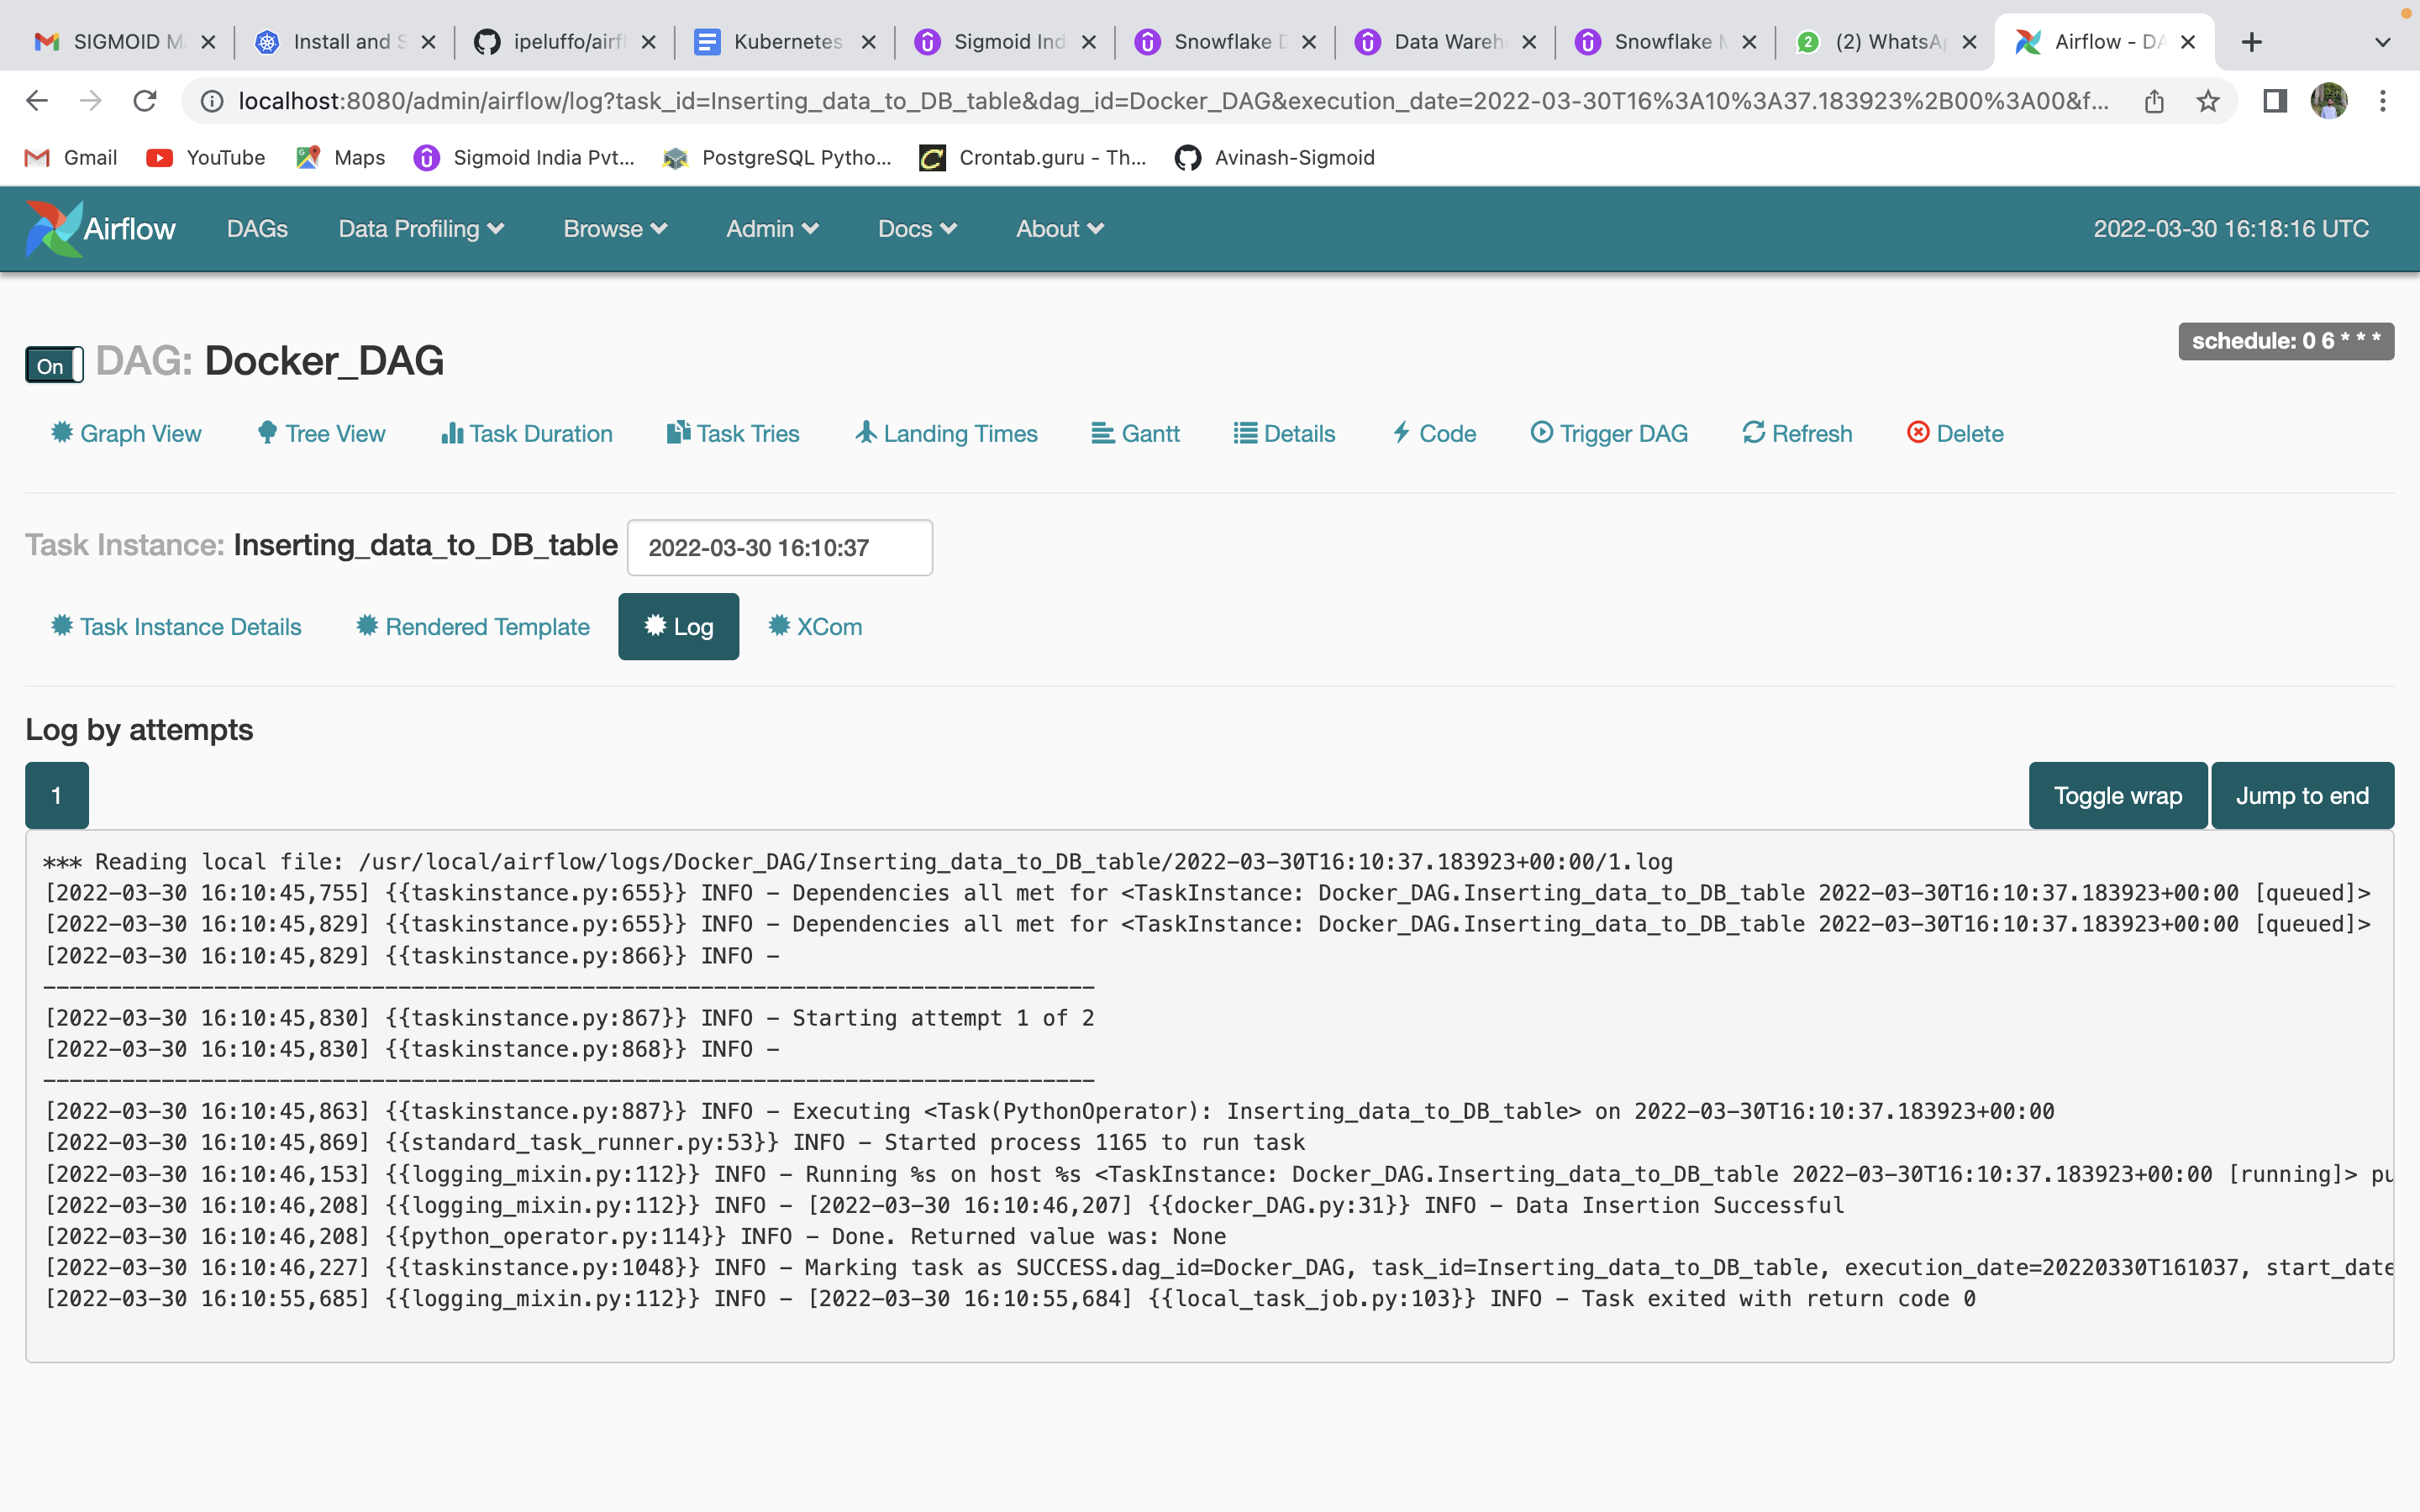 SIGMOID M
Install and S
ipeluffo/airfl
Kubernetes
Sigmoid Ind
Snowflake D
Data Wareh
Snowflake M
(2) WhatsAp
Airflow - DA
localhost:8080/admin/airflow/log?task_id=Inserting_data_to_DB_table&dag_id=Docker_DAG&execution_date=2022-03-30T16%3A10%3A37.183923%2B00%3A00&f...
Gmail
YouTube
Maps
Sigmoid India Pvt...
PostgreSQL Pytho...
Crontab.guru - Th...
Avinash-Sigmoid
Airflow
DAGs
Data Profiling
Browse
Admin
Docs
About
2022-03-30 16:18:16 UTC
On DAG: Docker_DAG
schedule: 0 6 * * *
Graph View
Tree View
Task Duration
Task Tries
Landing Times
Gantt
Details
Code
Trigger DAG
Refresh
Delete
Task Instance: Inserting_data_to_DB_table 2022-03-30 16:10:37
Task Instance Details
Rendered Template
Log
XCom
Log by attempts
1
Toggle wrap
Jump to end
*** Reading local file: /usr/local/airflow/logs/Docker_DAG/Inserting_data_to_DB_table/2022-03-30T16:10:37.183923+00:00/1.log
[2022-03-30 16:10:45,755] {{taskinstance.py:655}} INFO - Dependencies all met for <TaskInstance: Docker_DAG.Inserting_data_to_DB_table 2022-03-30T16:10:37.183923+00:00 [queued]>
[2022-03-30 16:10:45,829] {{taskinstance.py:655}} INFO - Dependencies all met for <TaskInstance: Docker_DAG.Inserting_data_to_DB_table 2022-03-30T16:10:37.183923+00:00 [queued]>
[2022-03-30 16:10:45,829] {{taskinstance.py:866}} INFO -
--------------------------------------------------------------------------------
[2022-03-30 16:10:45,830] {{taskinstance.py:867}} INFO - Starting attempt 1 of 2
[2022-03-30 16:10:45,830] {{taskinstance.py:868}} INFO -
--------------------------------------------------------------------------------
[2022-03-30 16:10:45,863] {{taskinstance.py:887}} INFO - Executing <Task(PythonOperator): Inserting_data_to_DB_table> on 2022-03-30T16:10:37.183923+00:00
[2022-03-30 16:10:45,869] {{standard_task_runner.py:53}} INFO - Started process 1165 to run task
[2022-03-30 16:10:46,153] {{logging_mixin.py:112}} INFO - Running %s on host %s <TaskInstance: Docker_DAG.Inserting_data_to_DB_table 2022-03-30T16:10:37.183923+00:00 [running]> pu
[2022-03-30 16:10:46,208] {{logging_mixin.py:112}} INFO - [2022-03-30 16:10:46,207] {{docker_DAG.py:31}} INFO - Data Insertion Successful
[2022-03-30 16:10:46,208] {{python_operator.py:114}} INFO - Done. Returned value was: None
[2022-03-30 16:10:46,227] {{taskinstance.py:1048}} INFO - Marking task as SUCCESS.dag_id=Docker_DAG, task_id=Inserting_data_to_DB_table, execution_date=20220330T161037, start_date
[2022-03-30 16:10:55,685] {{logging_mixin.py:112}} INFO - [2022-03-30 16:10:55,684] {{local_task_job.py:103}} INFO - Task exited with return code 0